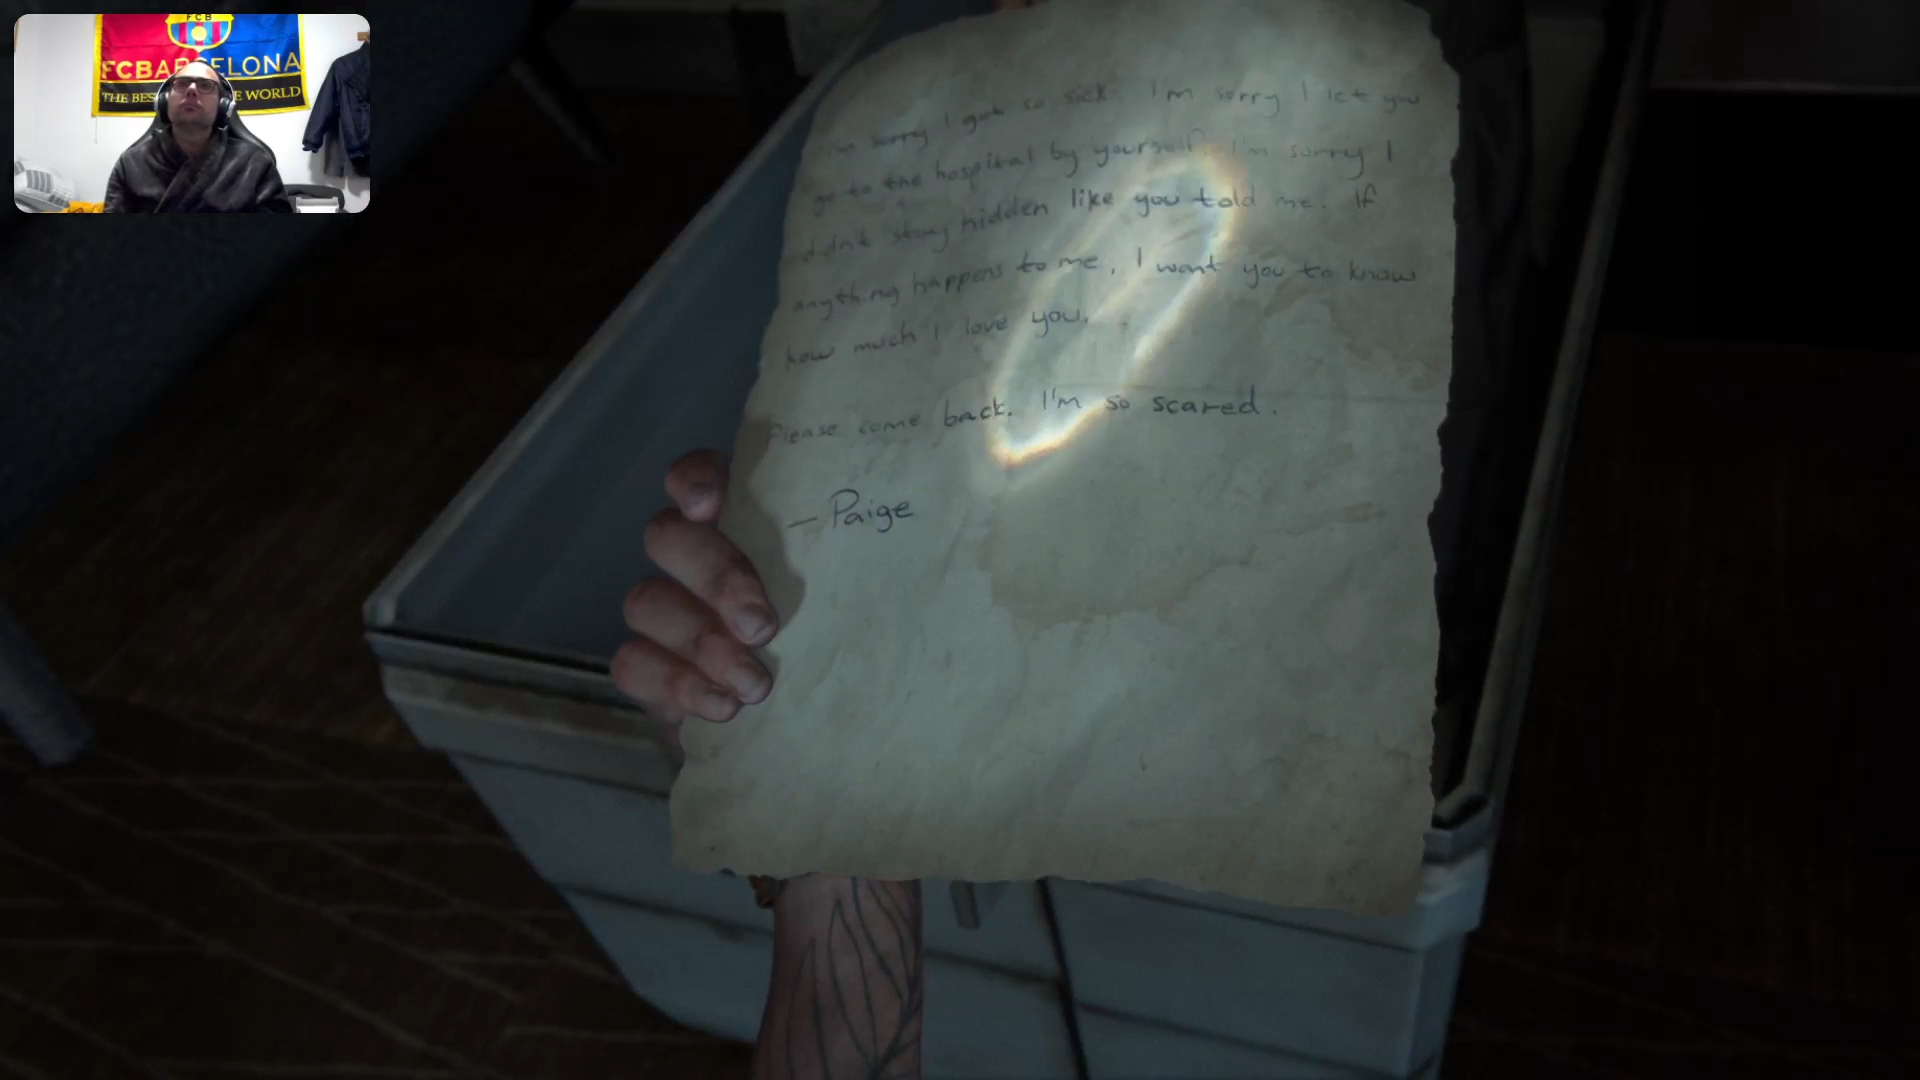 FCB
FCBARCELONA
THE BES E WORLD
I'm sorry I got so sick. I'm sorry I let you
go to the hospital by yourself. I'm sorry I
didn't stay hidden like you told me. If
anything happens to me, I want you to know
how much I love you.
Please come back. I'm so scared.
— Paige